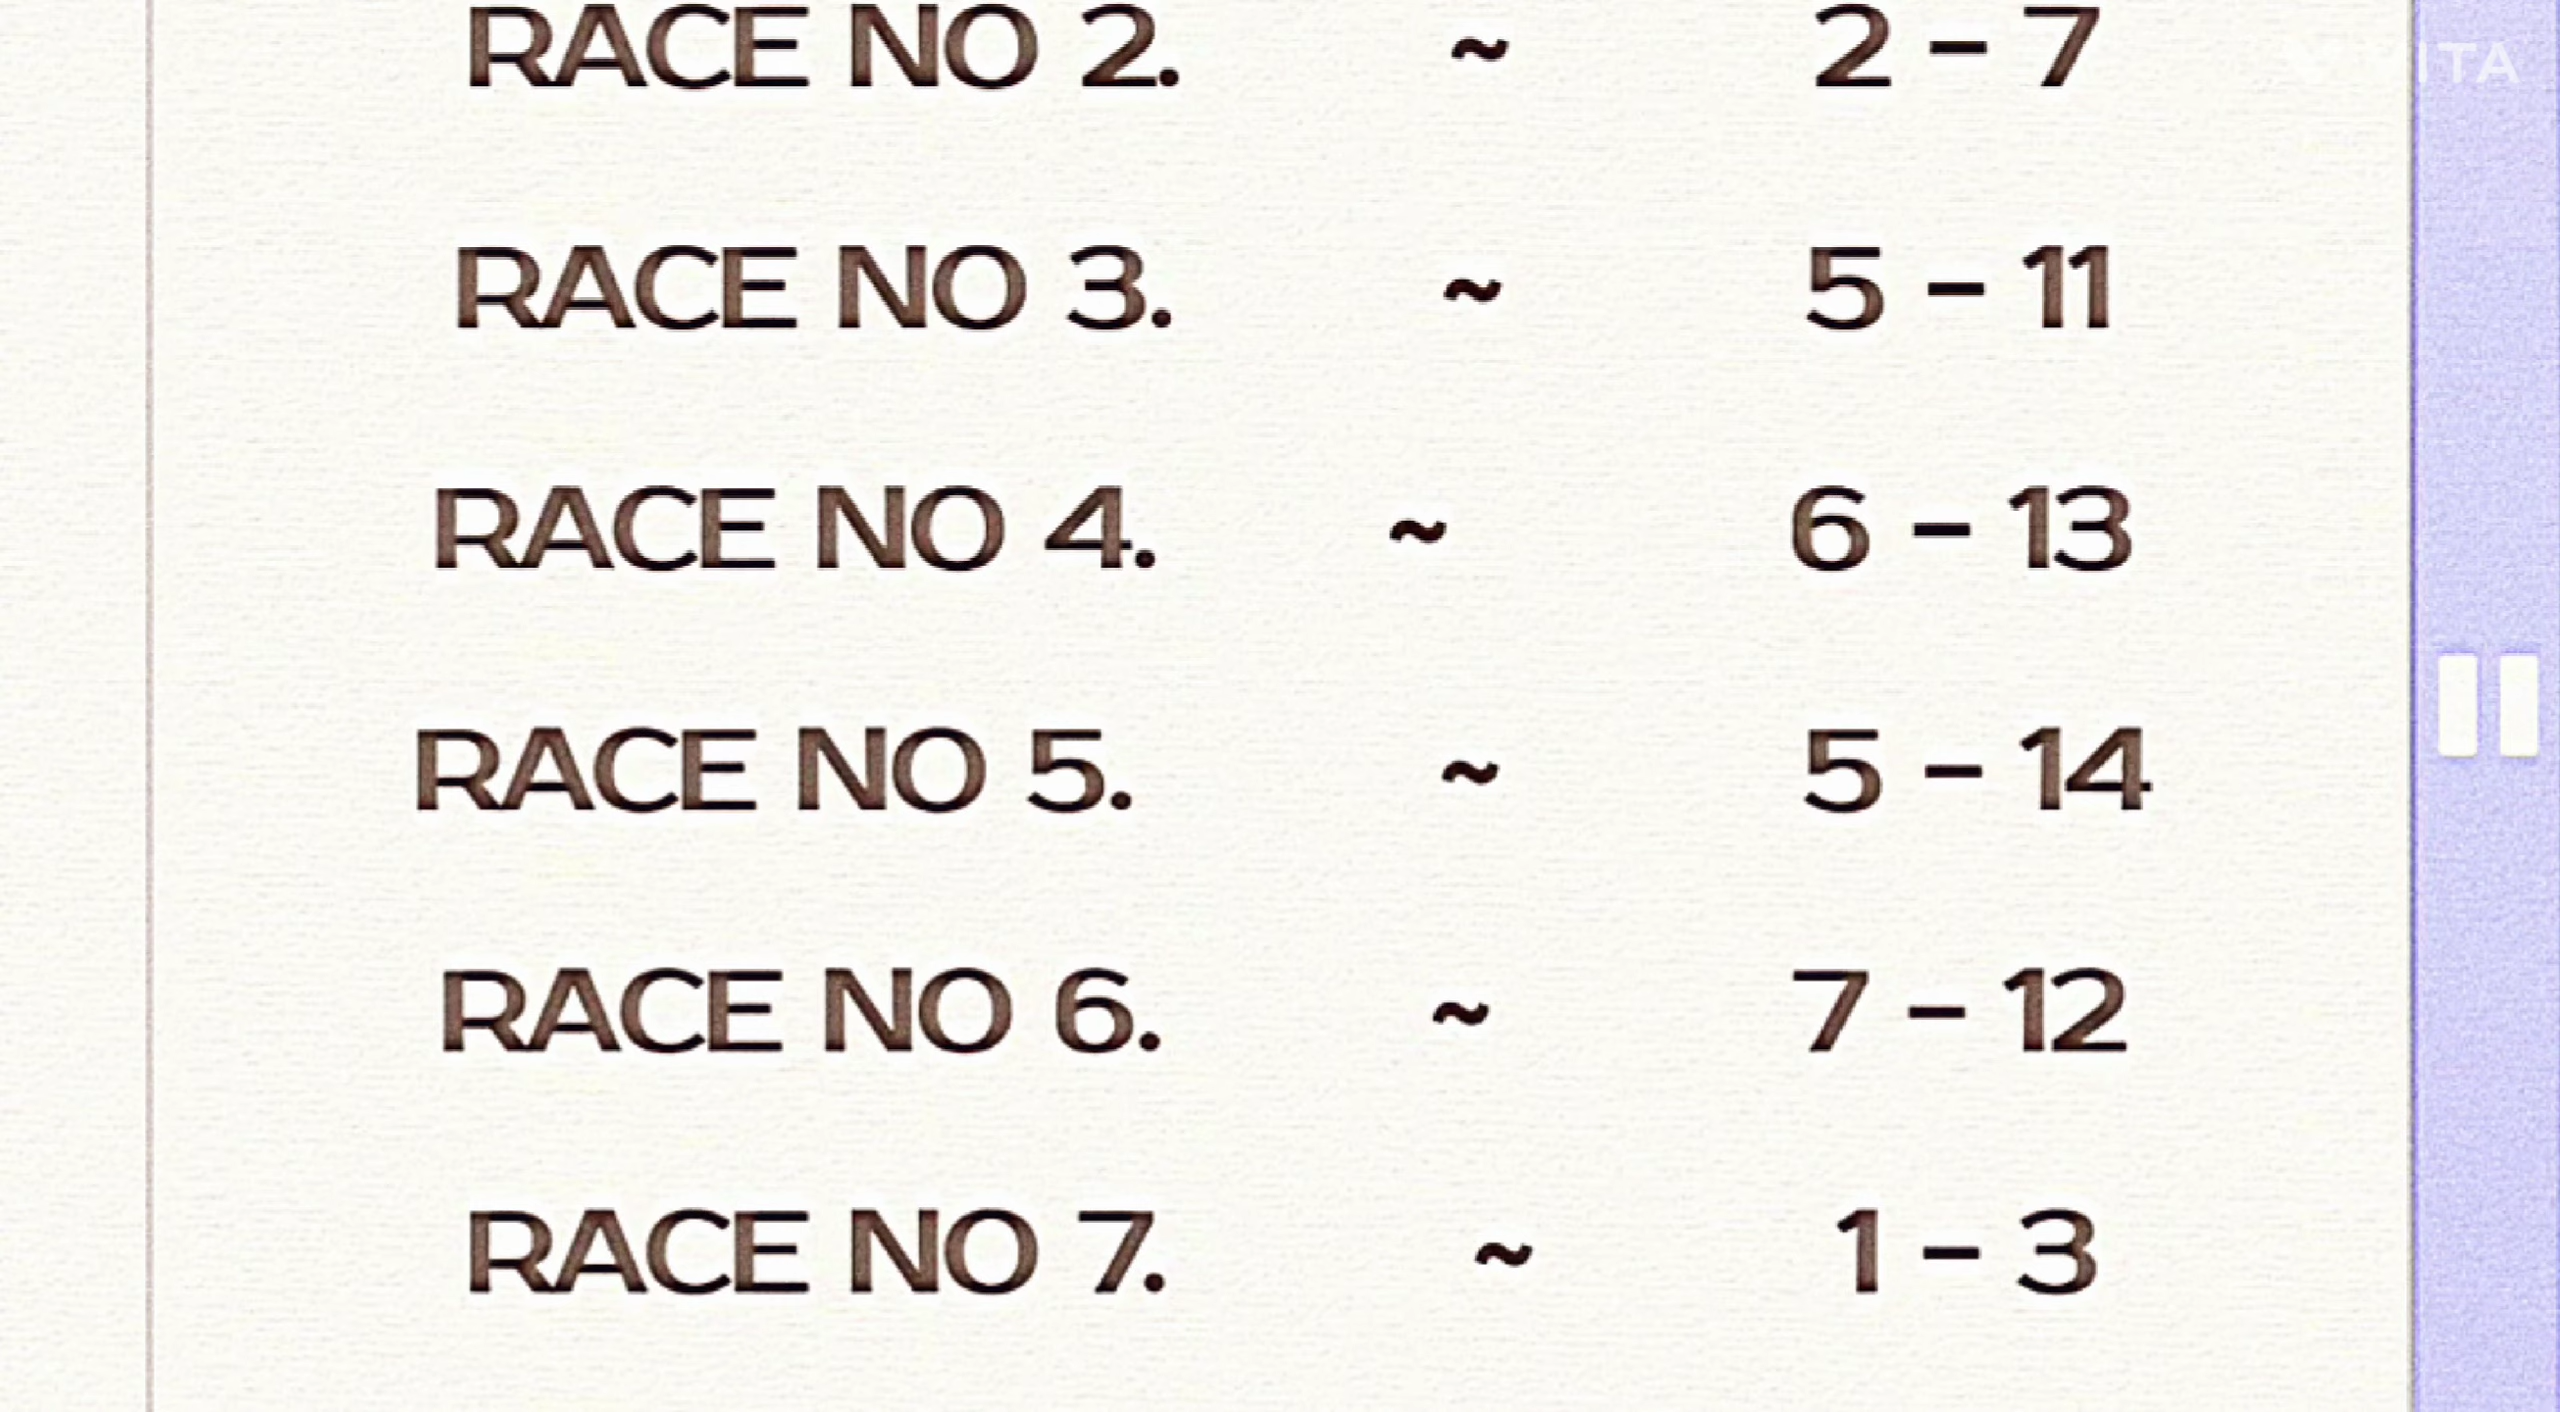 RACE NO 2. ~ 2 - 7
RACE NO 3. ~ 5 - 11
RACE NO 4. ~ 6 - 13
RACE NO 5. ~ 5 - 14
RACE NO 6. ~ 7 - 12
RACE NO 7. ~ 1 - 3